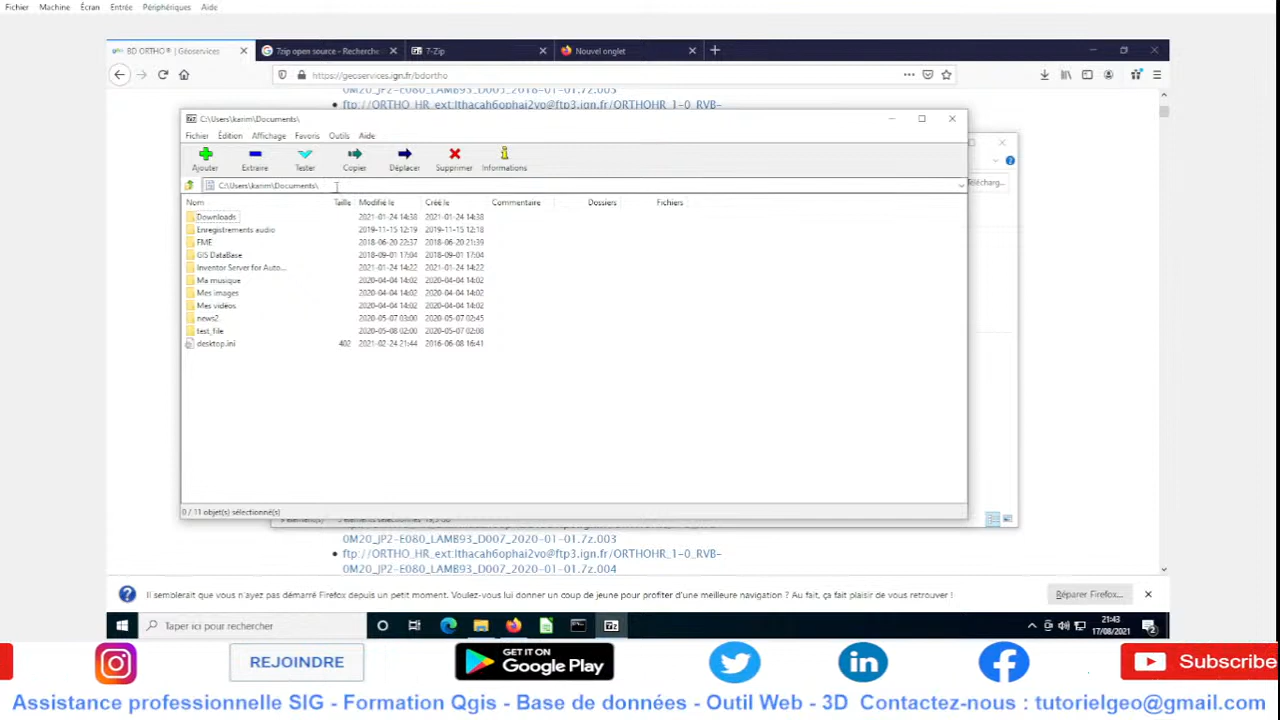 Fichier Machine Écran Entrée Périphériques Aide
BD ORTHO® | Géoservices 7zip open source - Recherche 7-Zip Nouvel onglet
https://geoservices.ign.fr/bdortho
0M20_JP2-E080_LAMB93_D005_2018-01-01.7z.005
ftp://ORTHO_HR_ext:Ithacah6ophai2vo@ftp3.ign.fr/ORTHOHR_1-0_RVB-
C:\Users\karim\Documents\
Fichier Édition Affichage Favoris Outils Aide
Ajouter Extraire Tester Copier Déplacer Supprimer Informations
C:\Users\karim\Documents\
Télécharg...
Nom Taille Modifié le Créé le Commentaire Dossiers Fichiers
Downloads 2021-01-24 14:38 2021-01-24 14:38
Enregistrements audio 2019-11-15 12:19 2019-11-15 12:18
FME 2018-06-20 22:37 2018-06-20 21:39
GIS DataBase 2018-09-01 17:04 2018-09-01 17:04
Inventor Server for Auto... 2021-01-24 14:22 2021-01-24 14:22
Ma musique 2020-04-04 14:02 2020-04-04 14:02
Mes images 2020-04-04 14:02 2020-04-04 14:02
Mes vidéos 2020-04-04 14:02 2020-04-04 14:02
news2 2020-05-07 03:00 2020-05-07 02:45
test_file 2020-05-08 02:00 2020-05-07 02:08
desktop.ini 402 2021-02-24 21:44 2016-06-08 16:41
0 / 11 objet(s) sélectionné(s)
0M20_JP2-E080_LAMB93_D007_2020-01-01.7z.003
ftp://ORTHO_HR_ext:Ithacah6ophai2vo@ftp3.ign.fr/ORTHOHR_1-0_RVB-
0M20_JP2-E080_LAMB93_D007_2020-01-01.7z.004
Il semblerait que vous n'ayez pas démarré Firefox depuis un petit moment. Voulez-vous lui donner un coup de jeune pour profiter d'une meilleure navigation ? Au fait, ça fait plaisir de vous retrouver !
Réparer Firefox...
Taper ici pour rechercher
21:43
17/08/2021
2
REJOINDRE
GET IT ON
Google Play
Subscribe
Assistance professionnelle SIG - Formation Qgis - Base de données - Outil Web - 3D Contactez-nous : tutorielgeo@gmail.com